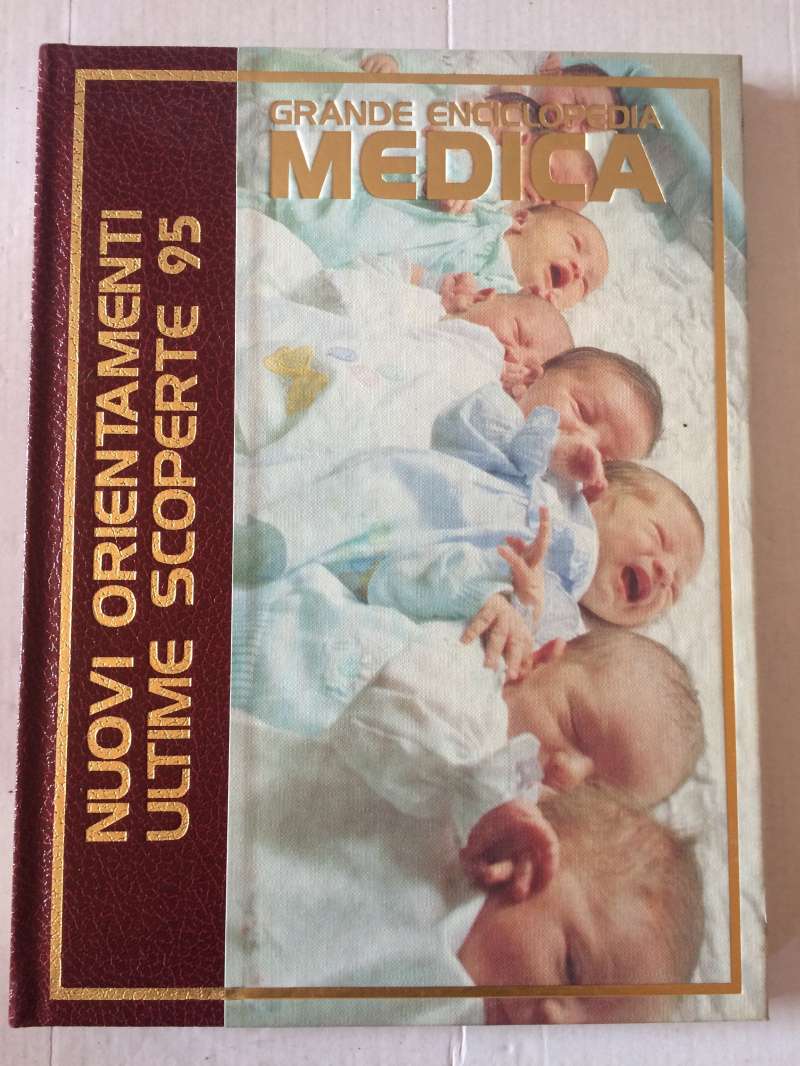 GRANDE ENCICLOPEDIA
MEDICA
NUOVI ORIENTAMENTI
ULTIME SCOPERTE 95